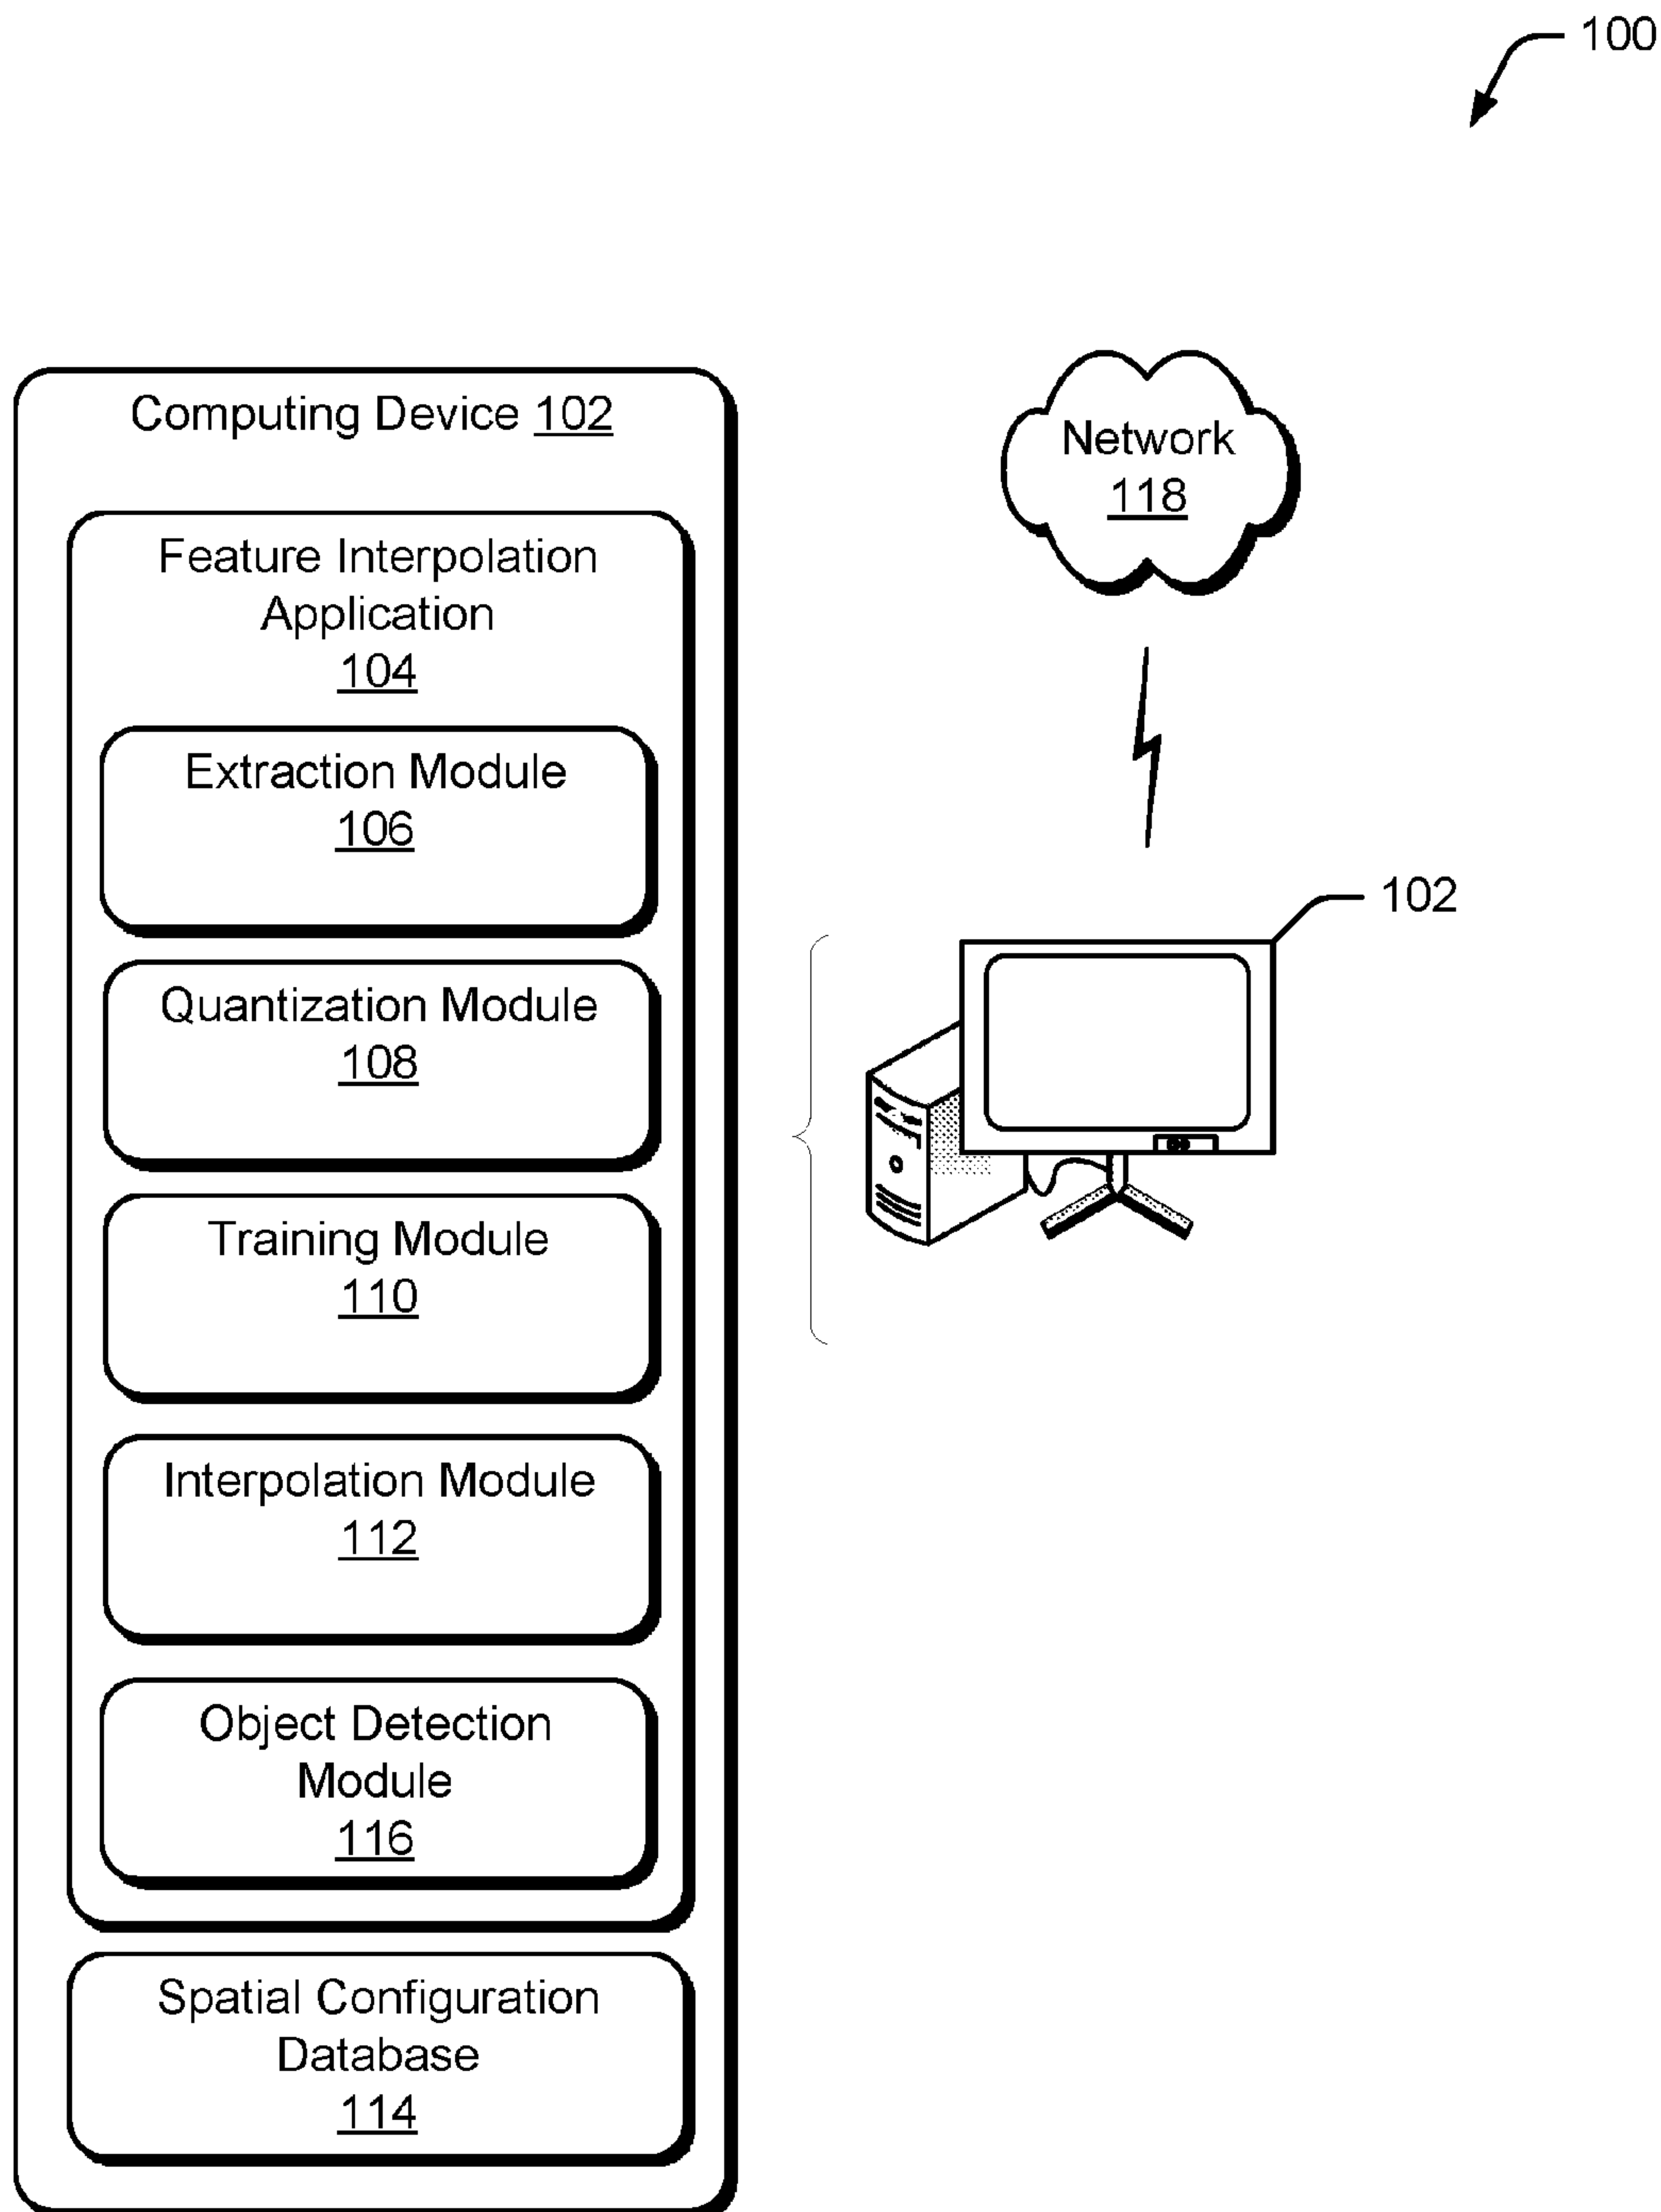 100
Computing Device 102
Feature Interpolation
Application
104
Extraction Module
106
Quantization Module
108
Training Module
110
Interpolation Module
112
Object Detection
Module
116
Spatial Configuration
Database
114
Network
118
102